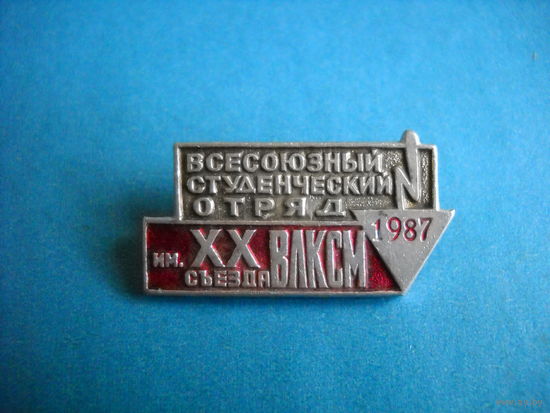 ВСЕСОЮЗНЫЙ
СТУДЕНЧЕСКИЙ
ОТРЯД
1987
ИМ. XX СЪЕЗДА ВЛКСМ